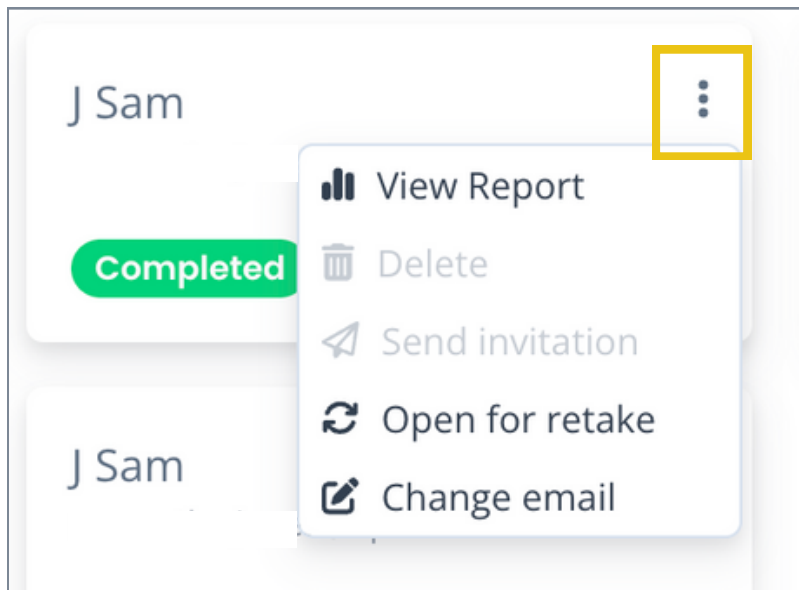 J Sam
View Report
Completed
Delete
Send invitation
Open for retake
J Sam
Change email